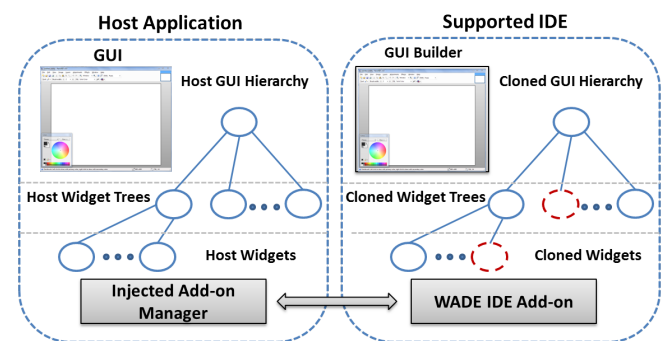 Host Application
Supported IDE
GUI
GUI Builder
Host GUI Hierarchy
Cloned GUI Hierarchy
Host Widget Trees
Cloned Widget Trees
Host Widgets
Cloned Widgets
Injected Add-on
Manager
WADE IDE Add-on